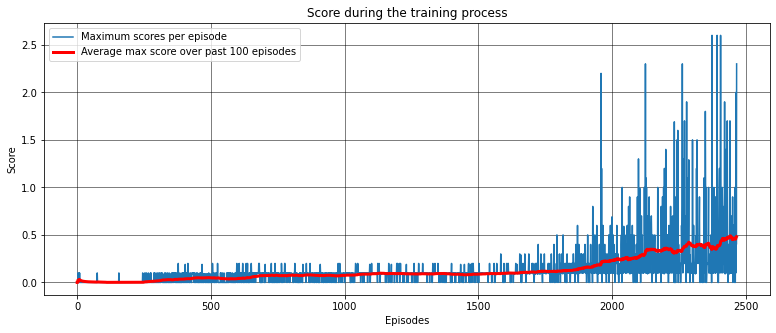 Score during the training process
Maximum scores per episode
Average max score over past 100 episodes
Score
2.5
2.0
1.5
1.0
0.5
0.0
0
500
1000
1500
2000
2500
Episodes